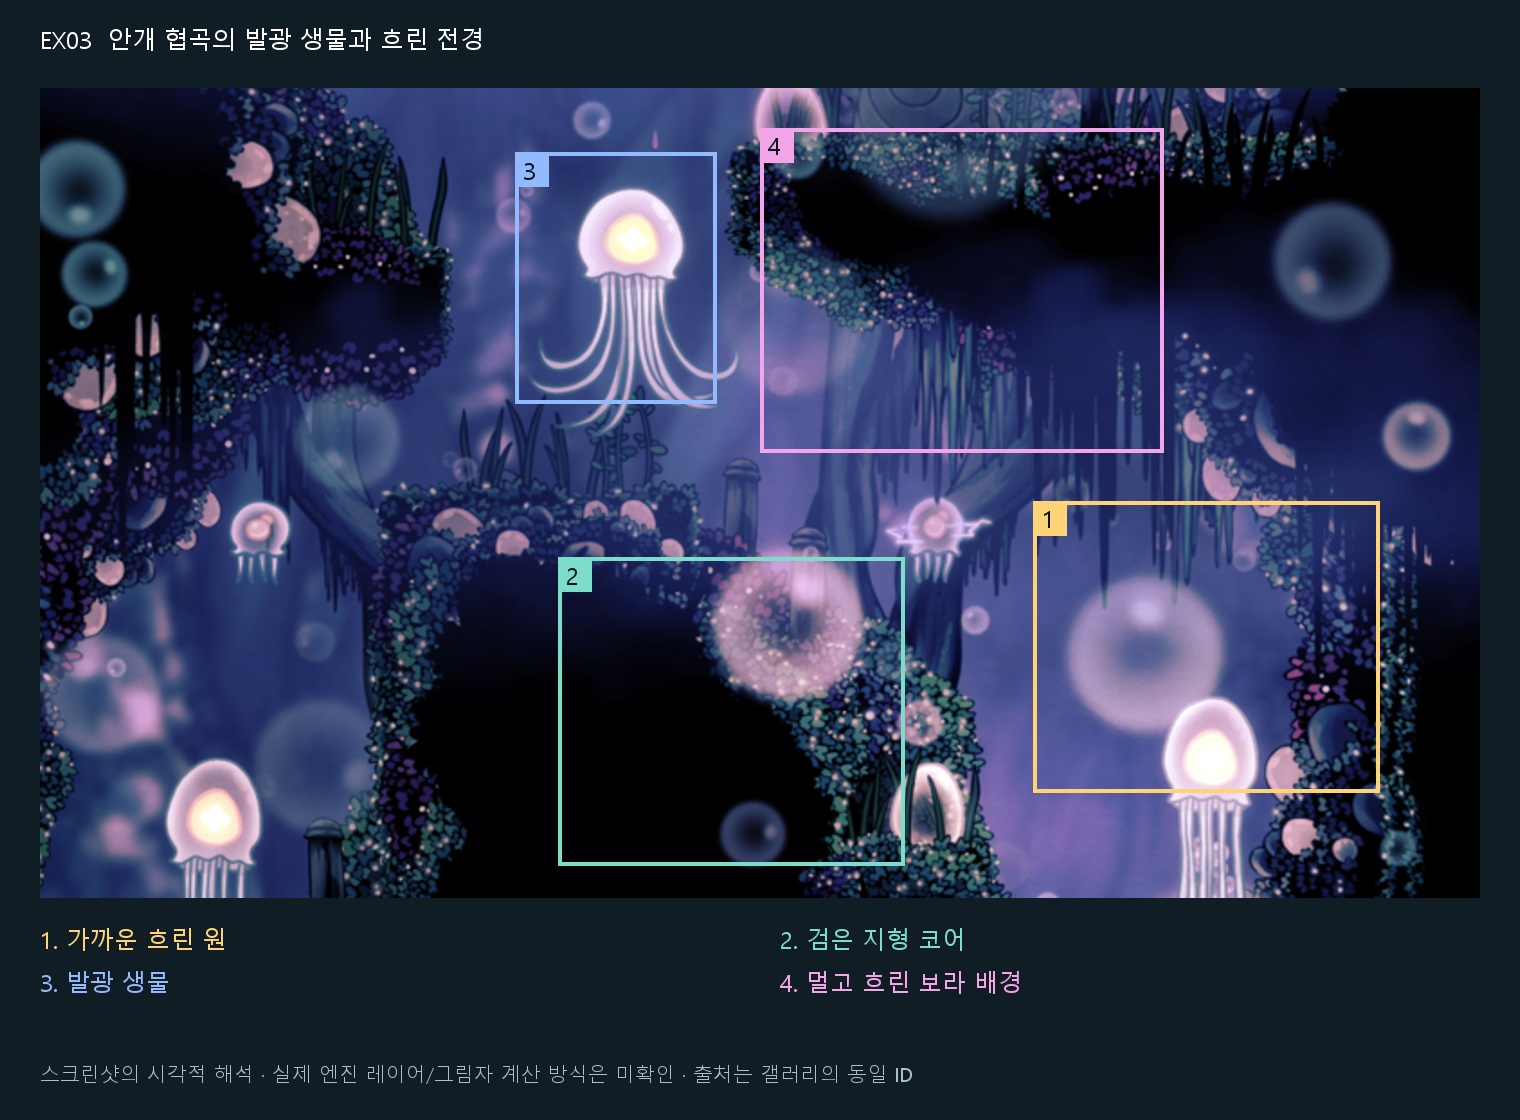 EX03 안개 협곡의 발광 생물과 흐린 전경
3
4
1
2
1. 가까운 흐린 원
2. 검은 지형 코어
3. 발광 생물
4. 멀고 흐린 보라 배경
스크린샷의 시각적 해석 · 실제 엔진 레이어/그림자 계산 방식은 미확인 · 출처는 갤러리의 동일 ID